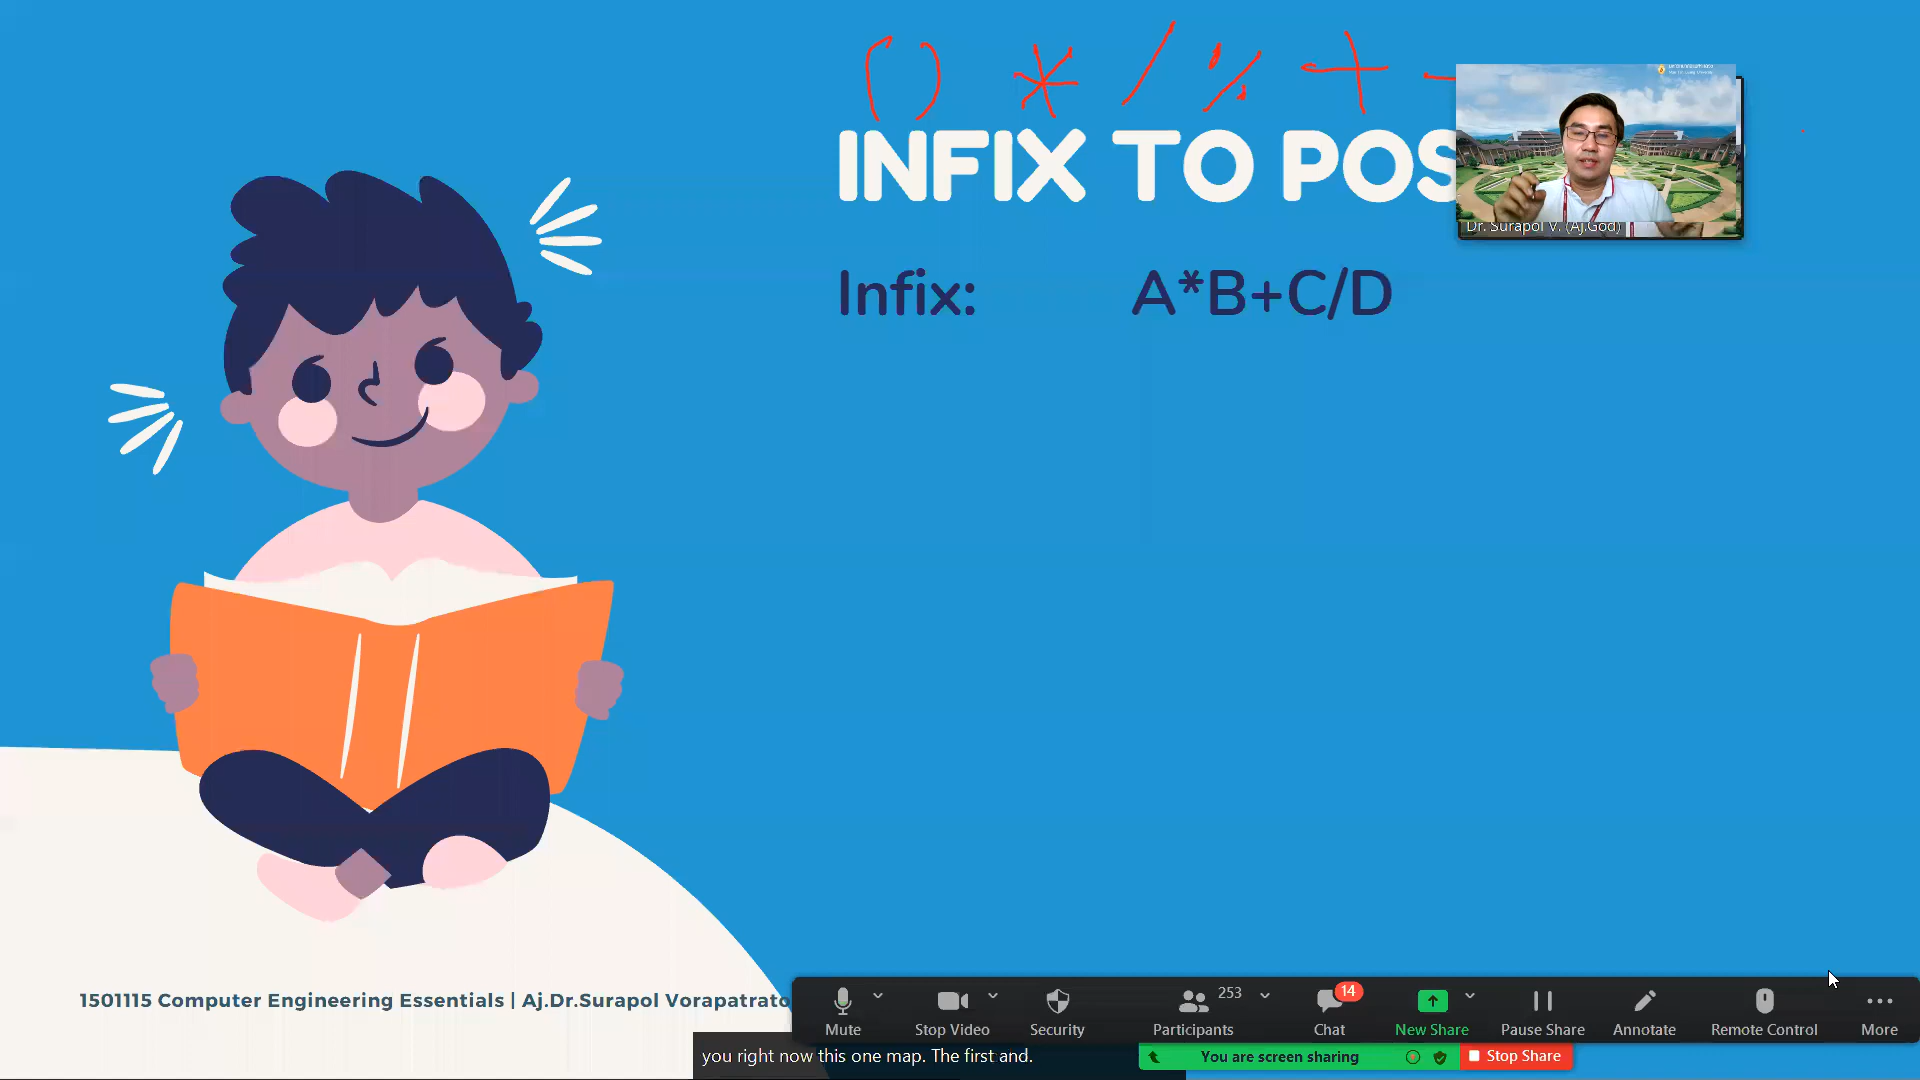 () * / % + -
INFIX TO POS
Dr. Surapol V. (Aj.God)
Infix: A*B+C/D
1501115 Computer Engineering Essentials | Aj.Dr.Surapol Vorapatrato
Mute
Stop Video
Security
253
Participants
14
Chat
New Share
Pause Share
Annotate
Remote Control
More
you right now this one map. The first and.
You are screen sharing
Stop Share